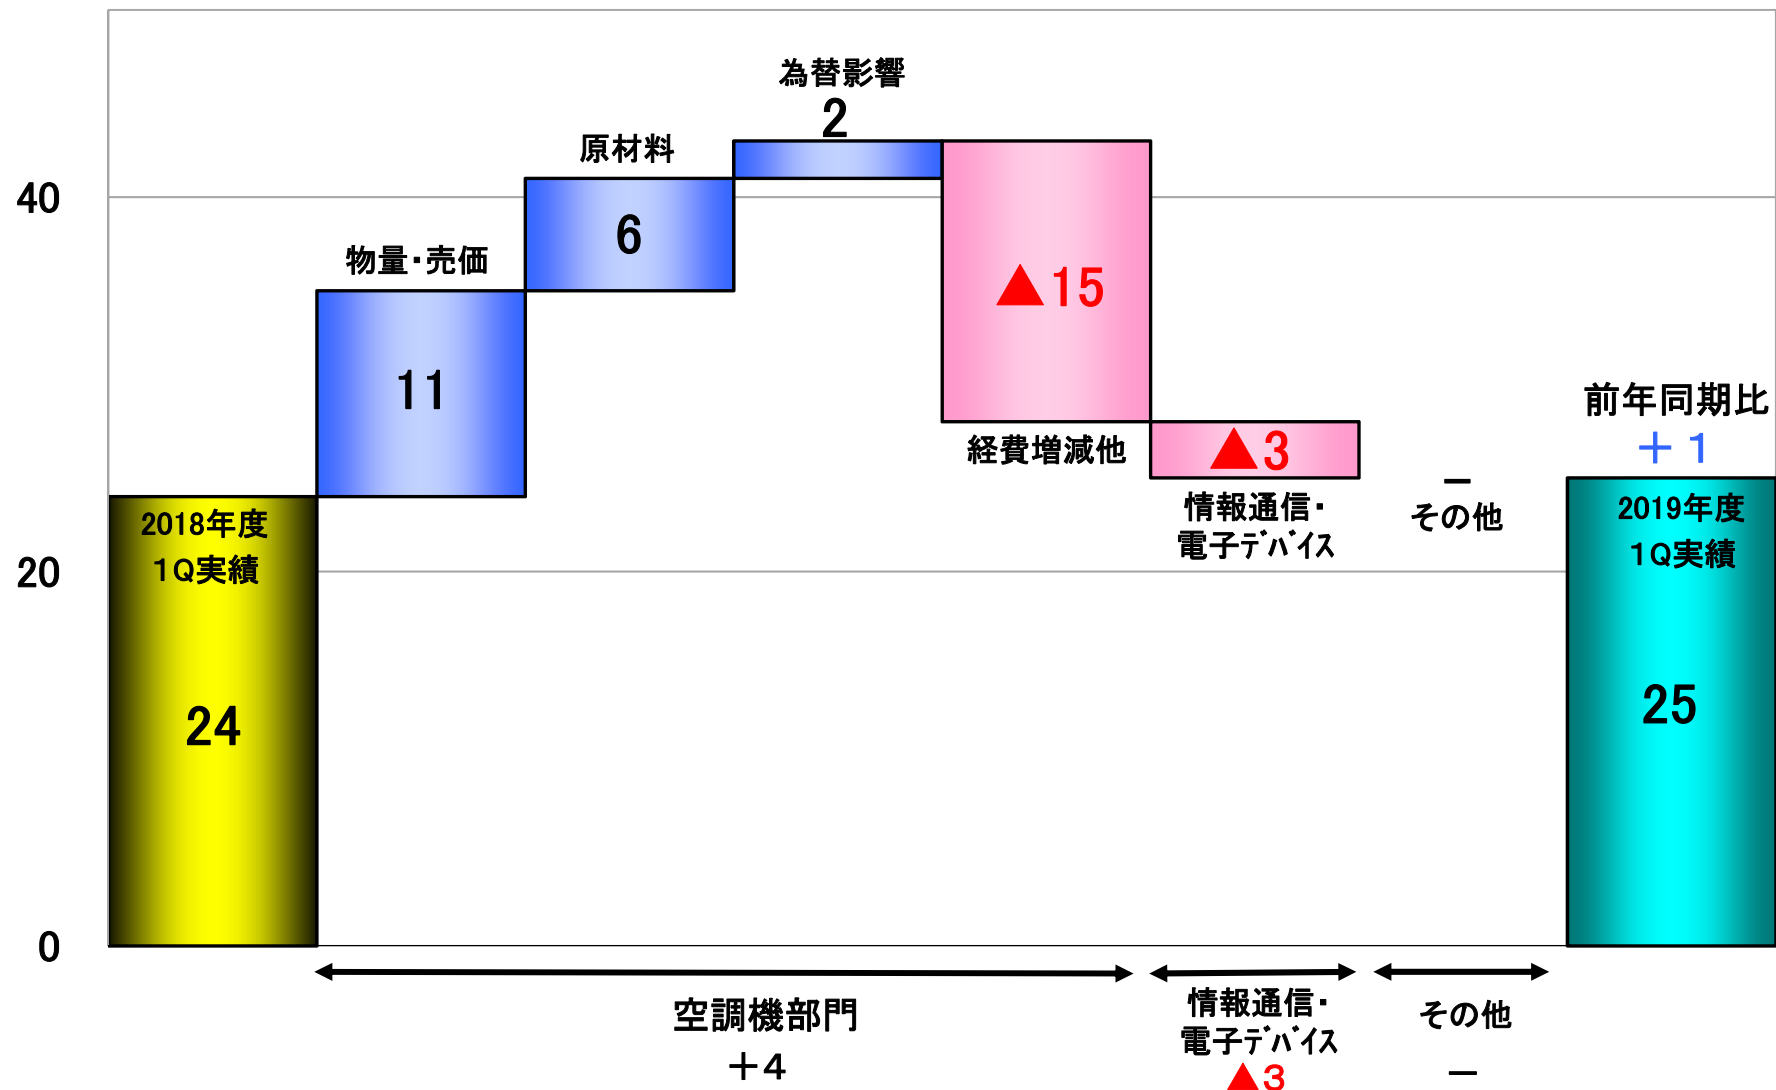 為替影響
2
原材料
40
6
物量・売価
▲15
11
前年同期比
＋１
経費増減他
▲3
－
その他
情報通信・
電子ﾃﾞﾊﾞｲｽ
2018年度
１Q実績
2019年度
１Q実績
20
24
25
0
空調機部門
＋４
情報通信・
電子ﾃﾞﾊﾞｲｽ
▲３
その他
－